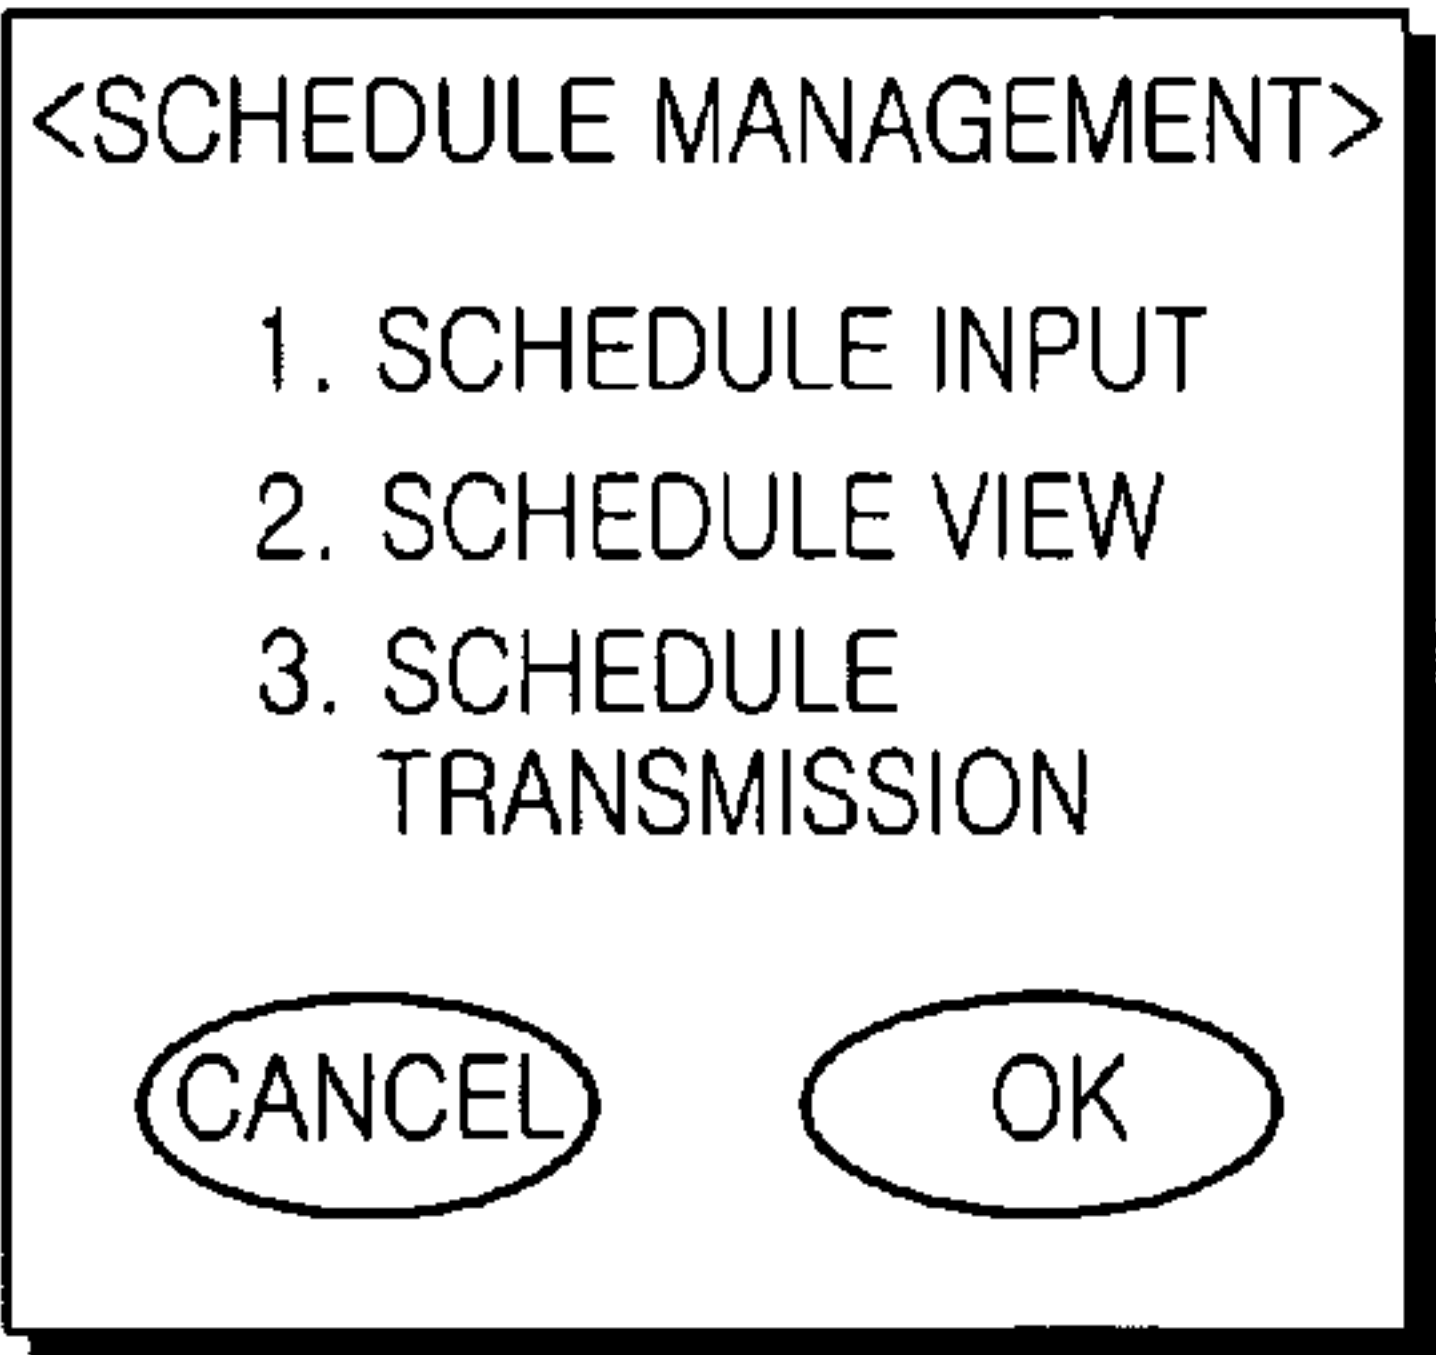 <SCHEDULE MANAGEMENT>
1. SCHEDULE INPUT
2. SCHEDULE VIEW
3. SCHEDULE
TRANSMISSION
CANCEL
OK